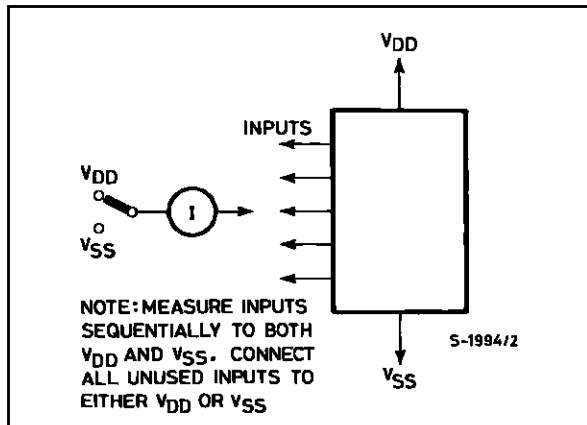 VDD
INPUTS
VDD
I
VSS
NOTE: MEASURE INPUTS
SEQUENTIALLY TO BOTH
VDD AND VSS. CONNECT
ALL UNUSED INPUTS TO
EITHER VDD OR VSS
S-1994/2
VSS